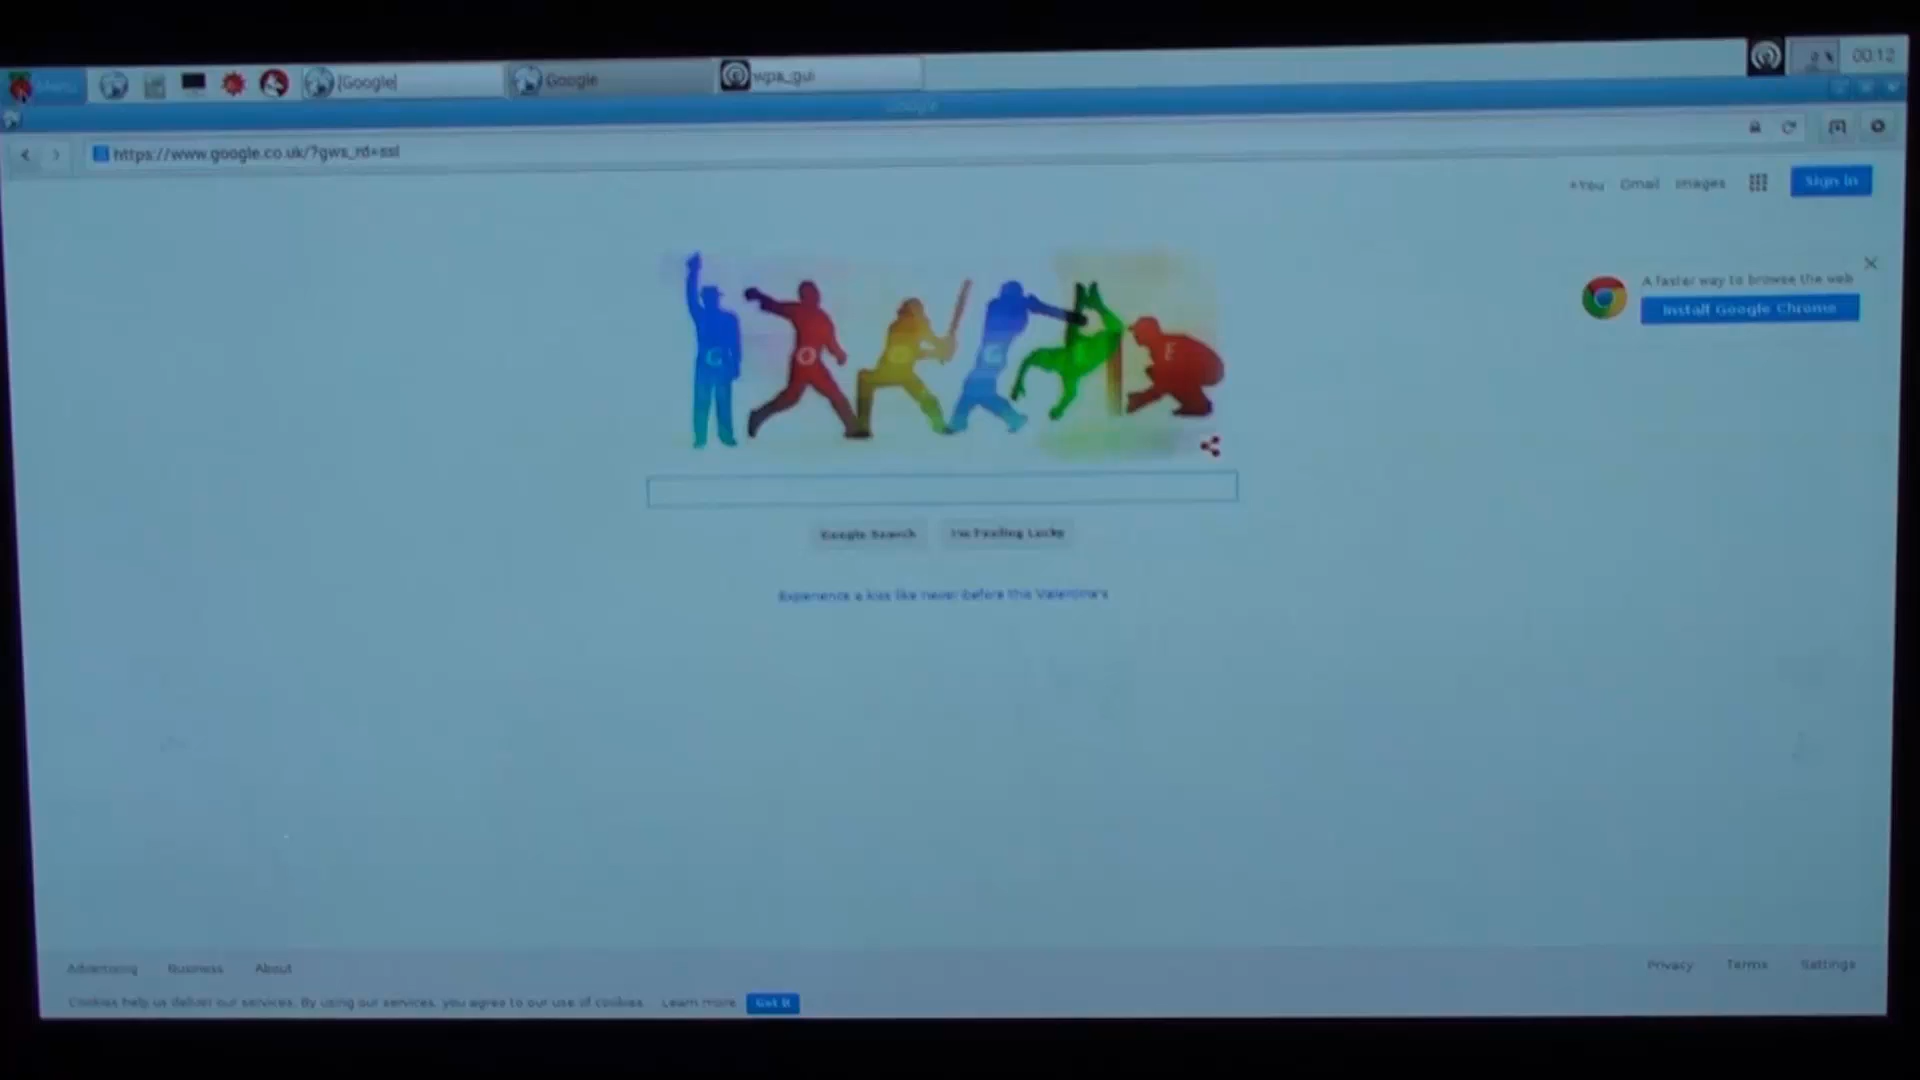 Menu [Google] Google wpa_gui 00:12
Google
https://www.google.co.uk/?gws_rd=ssl
+You Gmail Images Sign in
A faster way to browse the web
Install Google Chrome
G O O G L E
Google Search I'm Feeling Lucky
Experience a kiss like never before this Valentine's
Advertising Business About Privacy Terms Settings
Cookies help us deliver our services. By using our services, you agree to our use of cookies. Learn more Got it